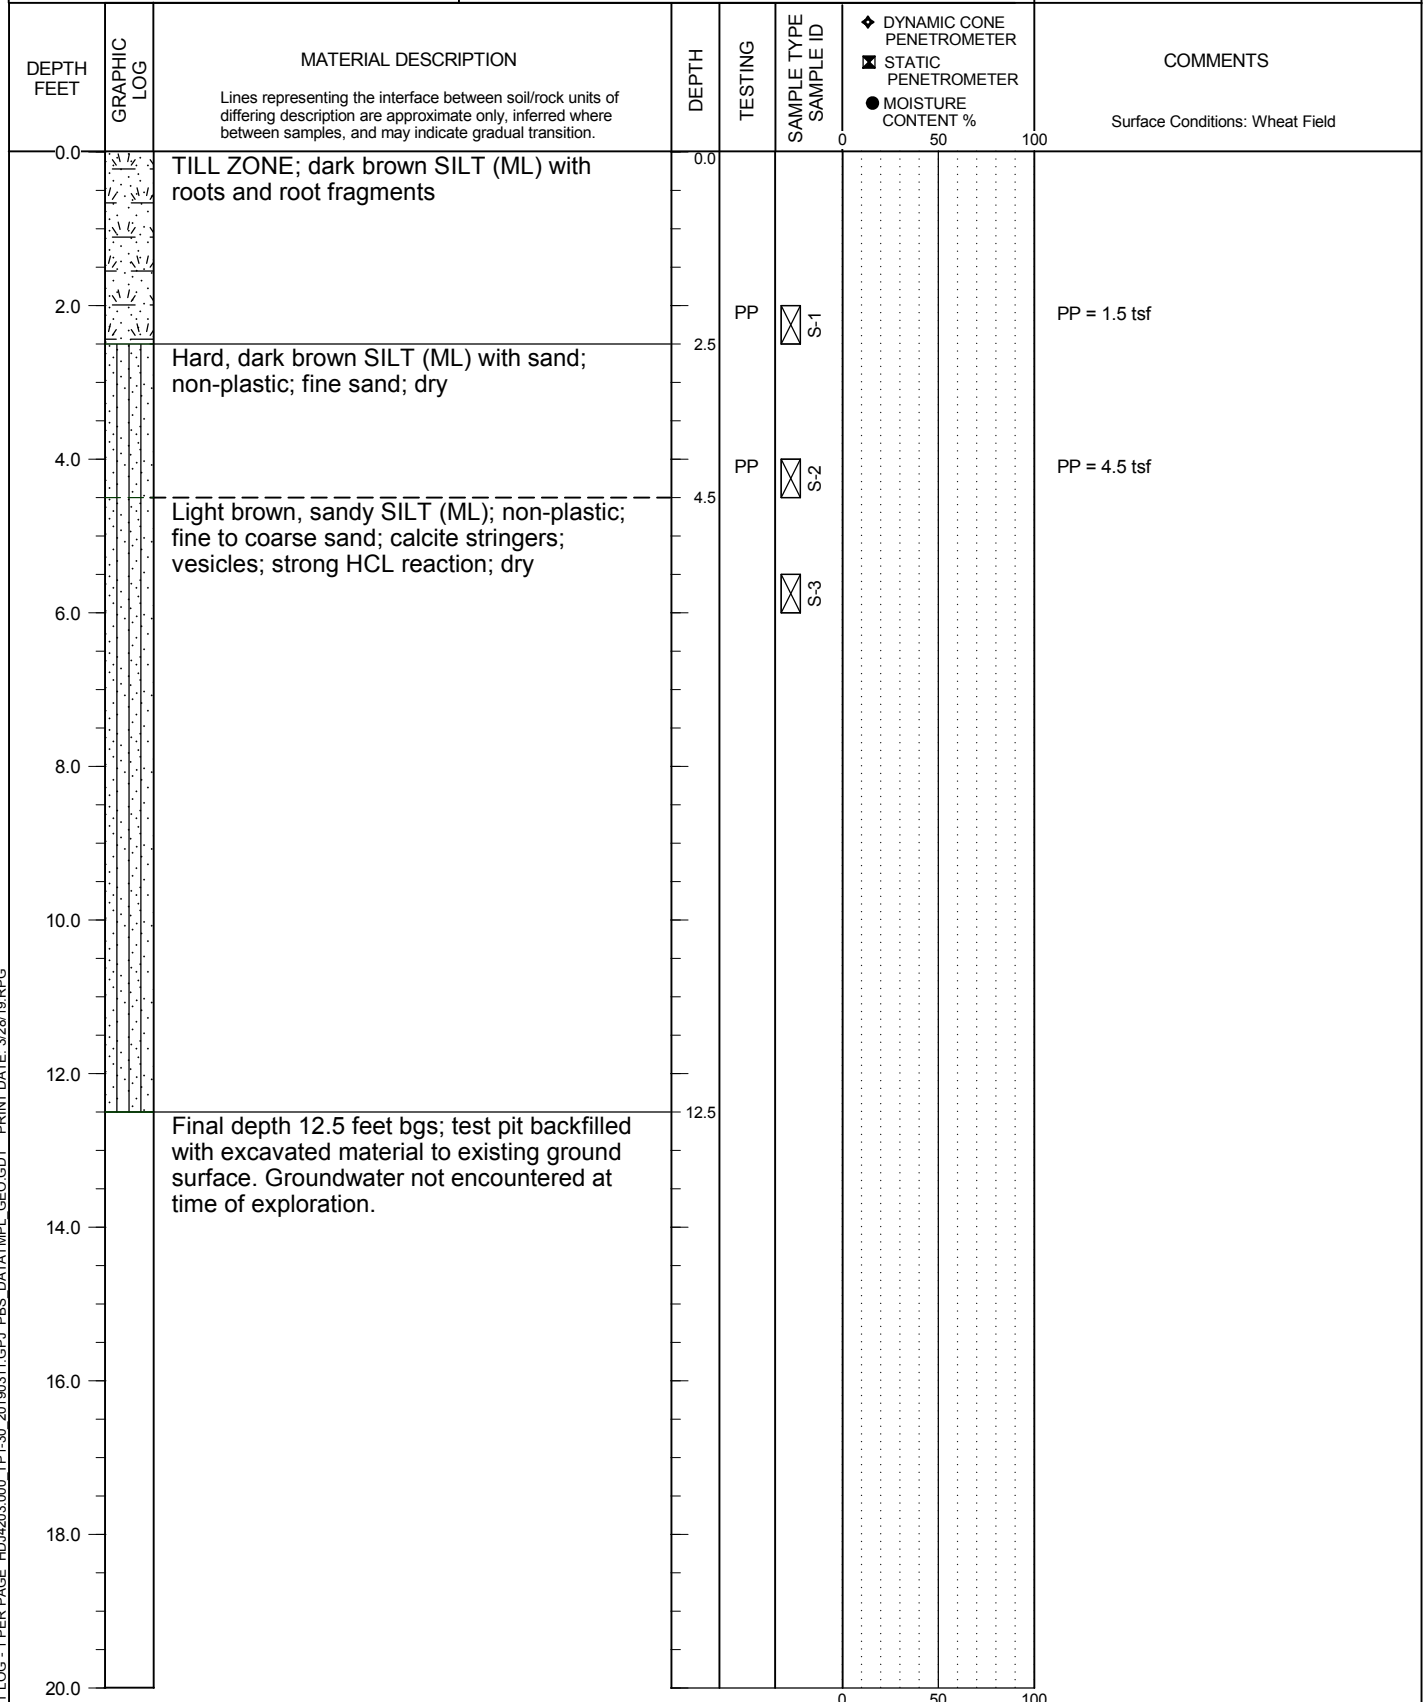 DEPTH
FEET
GRAPHIC
LOG
MATERIAL DESCRIPTION
Lines representing the interface between soil/rock units of
differing description are approximate only, inferred where
between samples, and may indicate gradual transition.
DEPTH
TESTING
SAMPLE TYPE
SAMPLE ID
DYNAMIC CONE
PENETROMETER
STATIC
PENETROMETER
MOISTURE
CONTENT %
0 50 100
COMMENTS
Surface Conditions: Wheat Field
0.0
TILL ZONE; dark brown SILT (ML) with
roots and root fragments
0.0
2.0
PP
S-1
PP = 1.5 tsf
2.5
Hard, dark brown SILT (ML) with sand;
non-plastic; fine sand; dry
4.0
PP
S-2
PP = 4.5 tsf
4.5
Light brown, sandy SILT (ML); non-plastic;
fine to coarse sand; calcite stringers;
vesicles; strong HCL reaction; dry
S-3
6.0
8.0
10.0
12.0
12.5
Final depth 12.5 feet bgs; test pit backfilled
with excavated material to existing ground
surface. Groundwater not encountered at
time of exploration.
14.0
16.0
18.0
20.0
0 50 100